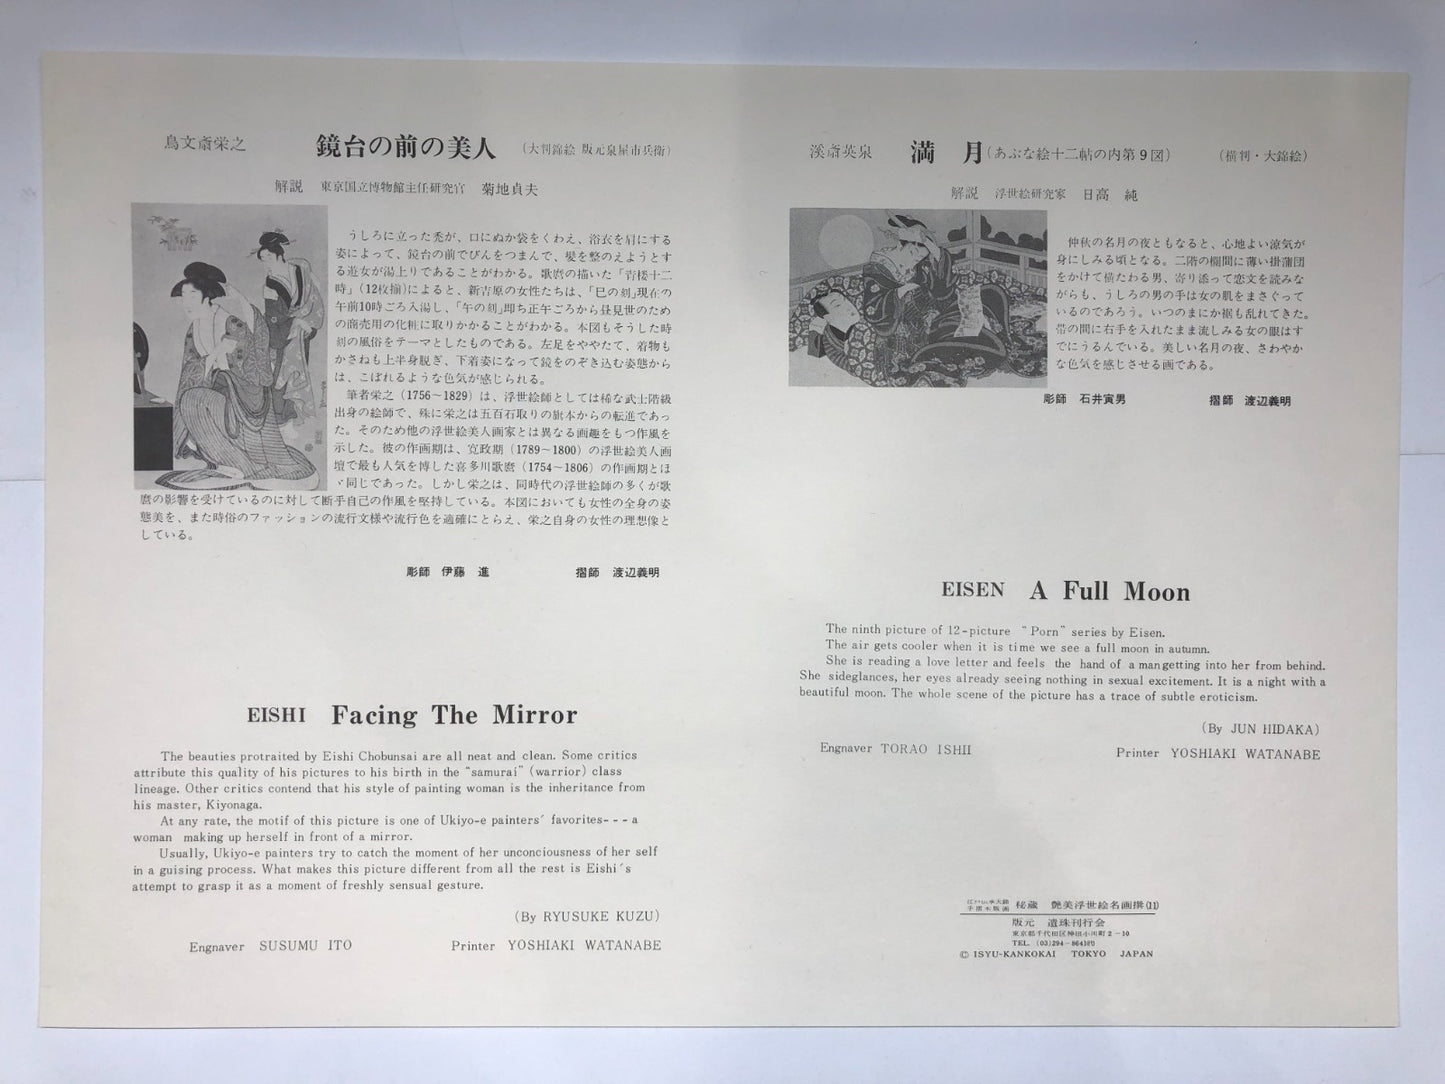 鳥文斎栄之　鏡台の前の美人　(大判錦絵 版元泉屋市兵衛)
解説　東京国立博物館主任研究官　菊地貞夫
うしろに立った禿が、口にぬか袋をくわえ、浴衣を肩にする
姿によって、鏡台の前でびんをつまんで、髪を整のえようとす
る遊女が湯上りであることがわかる。歌麿の描いた「青楼十二
時」(12枚揃)によると、新吉原の女性たちは、「巳の刻」現在の
午前10時ごろ入湯し、「午の刻」即ち正午ごろから昼見世のため
の商売用の化粧に取りかかることがわかる。本図もそうした時
刻の風俗をテーマとしたものである。左足をややたて、着物も
かさねも上半身脱ぎ、下着姿になって鏡をのぞき込む姿態から
は、こぼれるような色気が感じられる。
筆者栄之(1756～1829)は、浮世絵師としては稀な武士階級
出身の絵師で、殊に栄之は五百石取りの旗本からの転進であっ
た。そのため他の浮世絵美人画家とは異なる画趣をもつ作風を
示した。彼の作画期は、寛政期(1789～1800)の浮世絵美人画
壇で最も人気を博した喜多川歌麿(1754～1806)の作画期とほ
ゞ同じであった。しかし栄之は、同時代の浮世絵師の多くが歌
麿の影響を受けているのに対して断乎自己の作風を堅持している。本図においても女性の全身の姿
態美を、また時俗のファッションの流行文様や流行色を適確にとらえ、栄之自身の女性の理想像と
している。
彫師　伊藤　進　　摺師　渡辺義明
EISHI Facing The Mirror
The beauties protraited by Eishi Chobunsai are all neat and clean. Some critics
attribute this quality of his pictures to his birth in the “samurai” (warrior) class
lineage. Other critics contend that his style of painting woman is the inheritance from
his master, Kiyonaga.
At any rate, the motif of this picture is one of Ukiyo-e painters´ favorites---a
woman making up herself in front of a mirror.
Usually, Ukiyo-e painters try to catch the moment of her unconciousness of her self
in a guising process. What makes this picture different from all the rest is Eishi´s
attempt to grasp it as a moment of freshly sensual gesture.
(By RYUSUKE KUZU)
Engnaver SUSUMU ITO　　Printer YOSHIAKI WATANABE
渓斎英泉　満　月(あぶな絵十二帖の内第９図)　(横判・大錦絵)
解説　浮世絵研究家　日高　純
仲秋の名月の夜ともなると、心地よい涼気が
身にしみる頃となる。二階の欄間に薄い掛蒲団
をかけて横たわる男、寄り添って恋文を読みな
がらも、うしろの男の手は女の肌をまさぐって
いるのであろう。いつのまにか裾も乱れてきた。
帯の間に右手を入れたまま流しみる女の眼はす
でにうるんでいる。美しい名月の夜、さわやか
な色気を感じさせる画である。
彫師　石井寅男　　摺師　渡辺義明
EISEN A Full Moon
The ninth picture of 12-picture “Porn” series by Eisen.
The air gets cooler when it is time we see a full moon in autumn.
She is reading a love letter and feels the hand of a man getting into her from behind.
She sideglances, her eyes already seeing nothing in sexual excitement. It is a night with a
beautiful moon. The whole scene of the picture has a trace of subtle eroticism.
(By JUN HIDAKA)
Engnaver TORAO ISHII　　Printer YOSHIAKI WATANABE
手摺木版画　秘蔵　艶美浮世絵名画撰(11)
版元　遺珠刊行会
東京都千代田区神田小川町２－10
TEL. (03)294－8641㈹
© ISYU-KANKOKAI TOKYO JAPAN